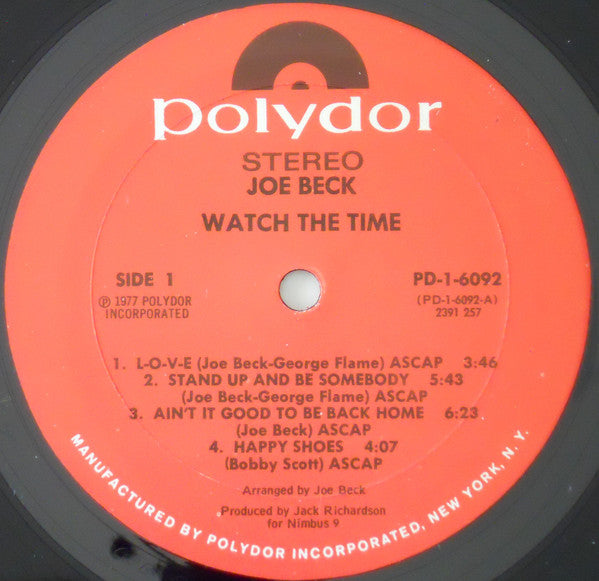 polydor
STEREO
JOE BECK
WATCH THE TIME
SIDE 1
℗ 1977 POLYDOR
INCORPORATED
PD-1-6092
(PD-1-6092-A)
2391 257
1. L-O-V-E (Joe Beck-George Flame) ASCAP 3:46
2. STAND UP AND BE SOMEBODY 5:43
(Joe Beck-George Flame) ASCAP
3. AIN'T IT GOOD TO BE BACK HOME 6:23
(Joe Beck) ASCAP
4. HAPPY SHOES 4:07
(Bobby Scott) ASCAP
Arranged by Joe Beck
Produced by Jack Richardson
for Nimbus 9
MANUFACTURED BY POLYDOR INCORPORATED, NEW YORK, N.Y.